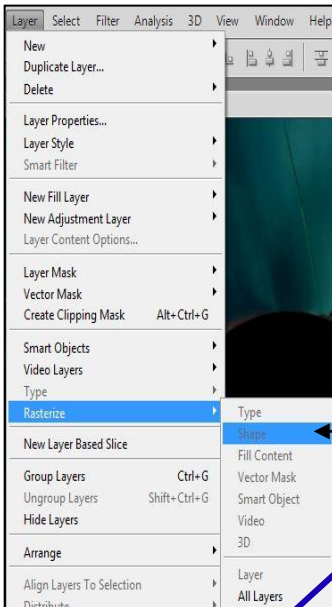 Layer Select Filter Analysis 3D View Window Help
New
Duplicate Layer...
Delete
Layer Properties...
Layer Style
Smart Filter
New Fill Layer
New Adjustment Layer
Layer Content Options...
Layer Mask
Vector Mask
Create Clipping Mask Alt+Ctrl+G
Smart Objects
Video Layers
Type
Rasterize
New Layer Based Slice
Group Layers Ctrl+G
Ungroup Layers Shift+Ctrl+G
Hide Layers
Arrange
Align Layers To Selection
Distribute
Type
Shape
Fill Content
Vector Mask
Smart Object
Video
3D
Layer
All Layers